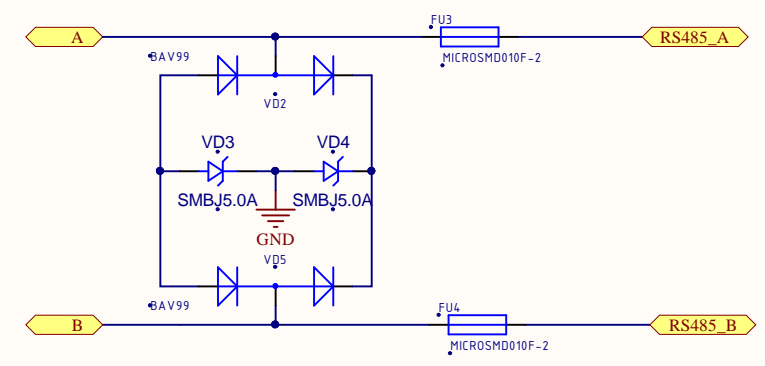 FU3
A
RS485_A
BAV99
MICROSMD010F-2
VD2
VD3
VD4
SMBJ5.0A
SMBJ5.0A
GND
VD5
BAV99
FU4
B
RS485_B
MICROSMD010F-2